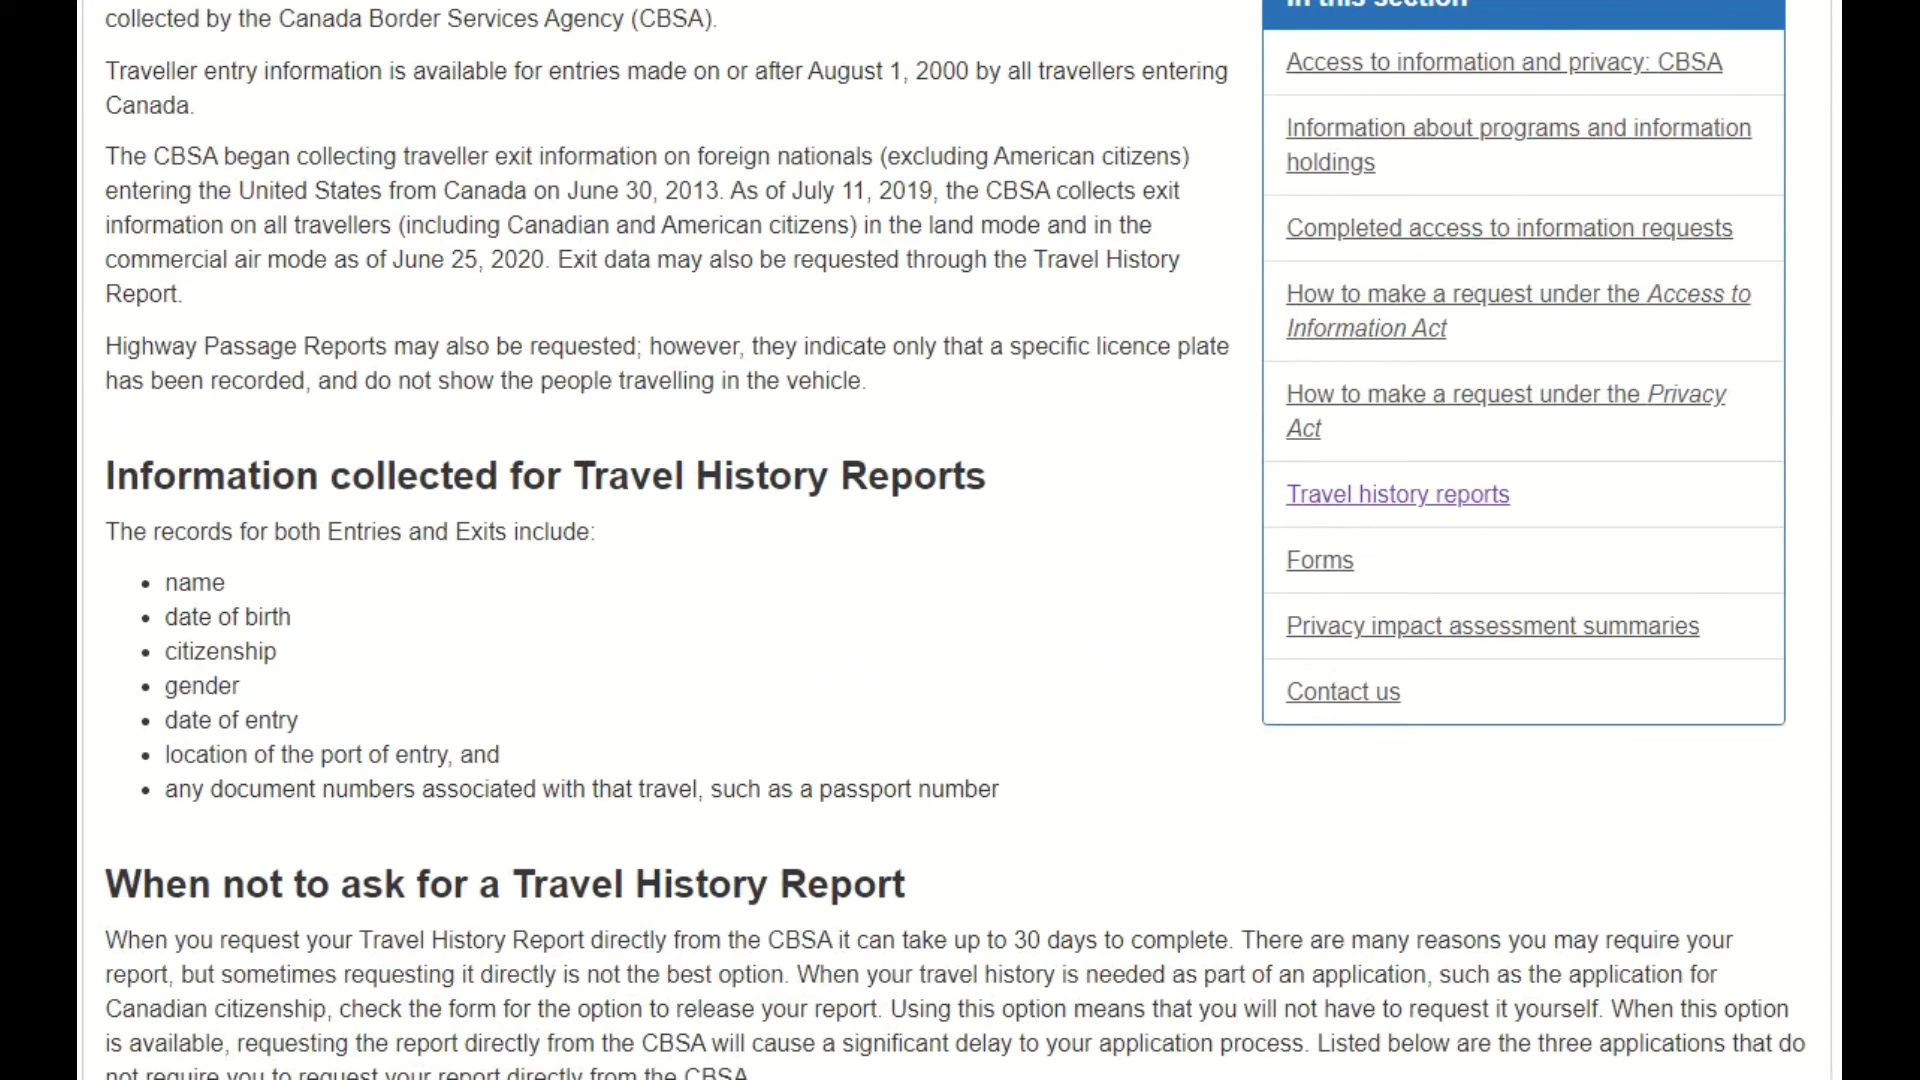 collected by the Canada Border Services Agency (CBSA).
Traveller entry information is available for entries made on or after August 1, 2000 by all travellers entering
Canada.
The CBSA began collecting traveller exit information on foreign nationals (excluding American citizens)
entering the United States from Canada on June 30, 2013. As of July 11, 2019, the CBSA collects exit
information on all travellers (including Canadian and American citizens) in the land mode and in the
commercial air mode as of June 25, 2020. Exit data may also be requested through the Travel History
Report.
Highway Passage Reports may also be requested; however, they indicate only that a specific licence plate
has been recorded, and do not show the people travelling in the vehicle.
Information collected for Travel History Reports
The records for both Entries and Exits include:
• name
• date of birth
• citizenship
• gender
• date of entry
• location of the port of entry, and
• any document numbers associated with that travel, such as a passport number
When not to ask for a Travel History Report
When you request your Travel History Report directly from the CBSA it can take up to 30 days to complete. There are many reasons you may require your
report, but sometimes requesting it directly is not the best option. When your travel history is needed as part of an application, such as the application for
Canadian citizenship, check the form for the option to release your report. Using this option means that you will not have to request it yourself. When this option
is available, requesting the report directly from the CBSA will cause a significant delay to your application process. Listed below are the three applications that do
not require you to request your report directly from the CBSA.
In this section
Access to information and privacy: CBSA
Information about programs and information
holdings
Completed access to information requests
How to make a request under the Access to
Information Act
How to make a request under the Privacy
Act
Travel history reports
Forms
Privacy impact assessment summaries
Contact us